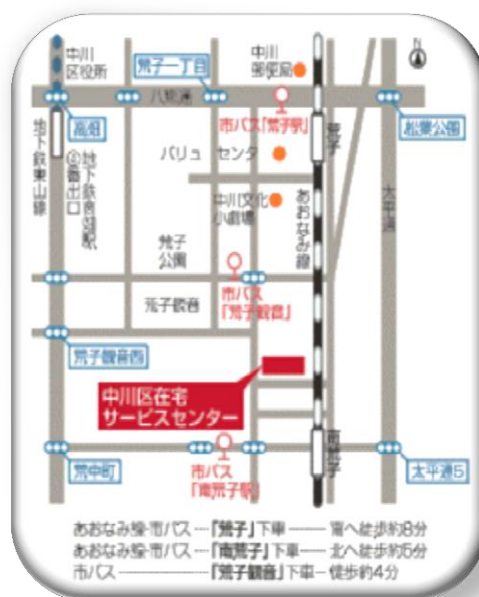 N
中川
区役所
荒子一丁目
中川
郵便局
八熊通
高畑
市バス「荒子駅」
荒子
松葉公園
地下鉄東山線
地下鉄高畑駅
バリュー センタ
中川文化
小劇場
あおなみ線
太平通
荒子
公園
市バス
「荒子観音」
荒子観音
荒子観音西
中川区在宅
サービスセンター
荒中町
市バス
「南荒子駅」
南荒子
太平通5
あおなみ線・市バス…「荒子」下車――南へ徒歩約8分
あおなみ線・市バス…「南荒子」下車――北へ徒歩約5分
市バス――――「荒子観音」下車…徒歩約4分